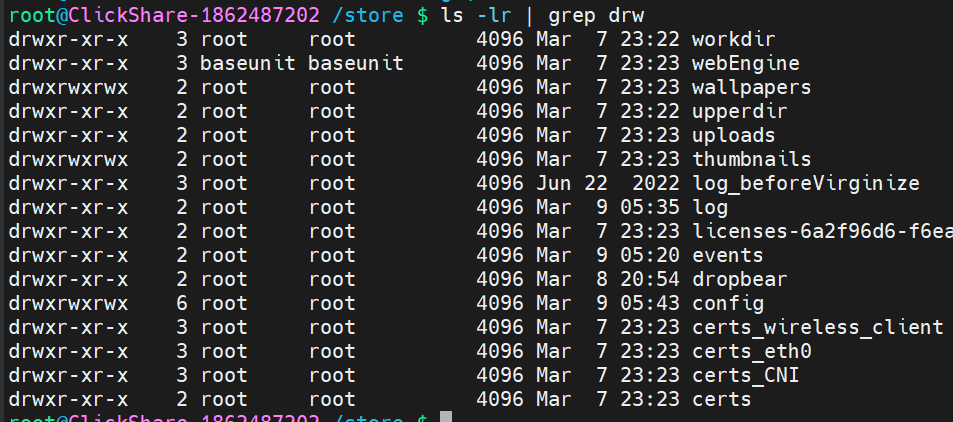 root@ClickShare-1862487202 /store $ ls -lr | grep drw
drwxr-xr-x    3 root     root          4096 Mar  7 23:22 workdir
drwxr-xr-x    3 baseunit baseunit      4096 Mar  7 23:23 webEngine
drwxrwxrwx    2 root     root          4096 Mar  7 23:23 wallpapers
drwxr-xr-x    2 root     root          4096 Mar  7 23:22 upperdir
drwxr-xr-x    2 root     root          4096 Mar  7 23:23 uploads
drwxrwxrwx    2 root     root          4096 Mar  7 23:23 thumbnails
drwxr-xr-x    3 root     root          4096 Jun 22  2022 log_beforeVirginize
drwxr-xr-x    2 root     root          4096 Mar  9 05:35 log
drwxr-xr-x    2 root     root          4096 Mar  7 23:23 licenses-6a2f96d6-f6ea
drwxr-xr-x    2 root     root          4096 Mar  9 05:20 events
drwxr-xr-x    2 root     root          4096 Mar  8 20:54 dropbear
drwxrwxrwx    6 root     root          4096 Mar  9 05:43 config
drwxr-xr-x    3 root     root          4096 Mar  7 23:23 certs_wireless_client
drwxr-xr-x    3 root     root          4096 Mar  7 23:23 certs_eth0
drwxr-xr-x    3 root     root          4096 Mar  7 23:23 certs_CNI
drwxr-xr-x    2 root     root          4096 Mar  7 23:23 certs
root@ClickShare-1862487202 /store $